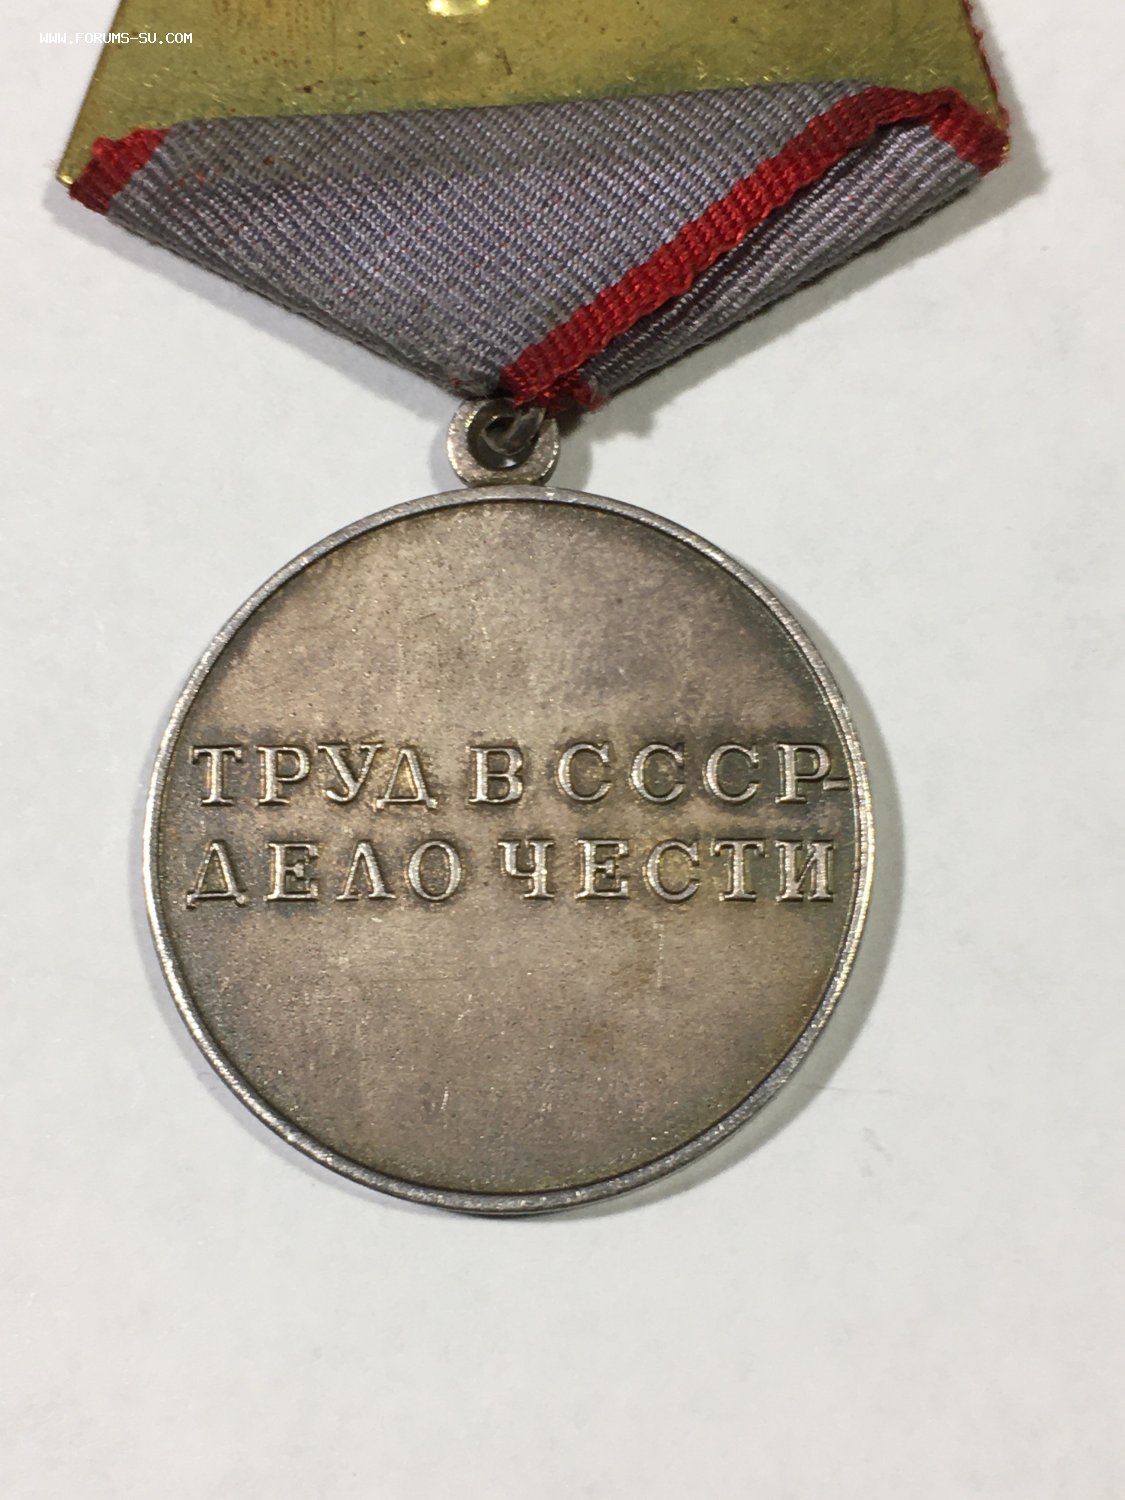 WWW.FORUMS-SU.COM
ТРУД В СССР-
ДЕЛО ЧЕСТИ